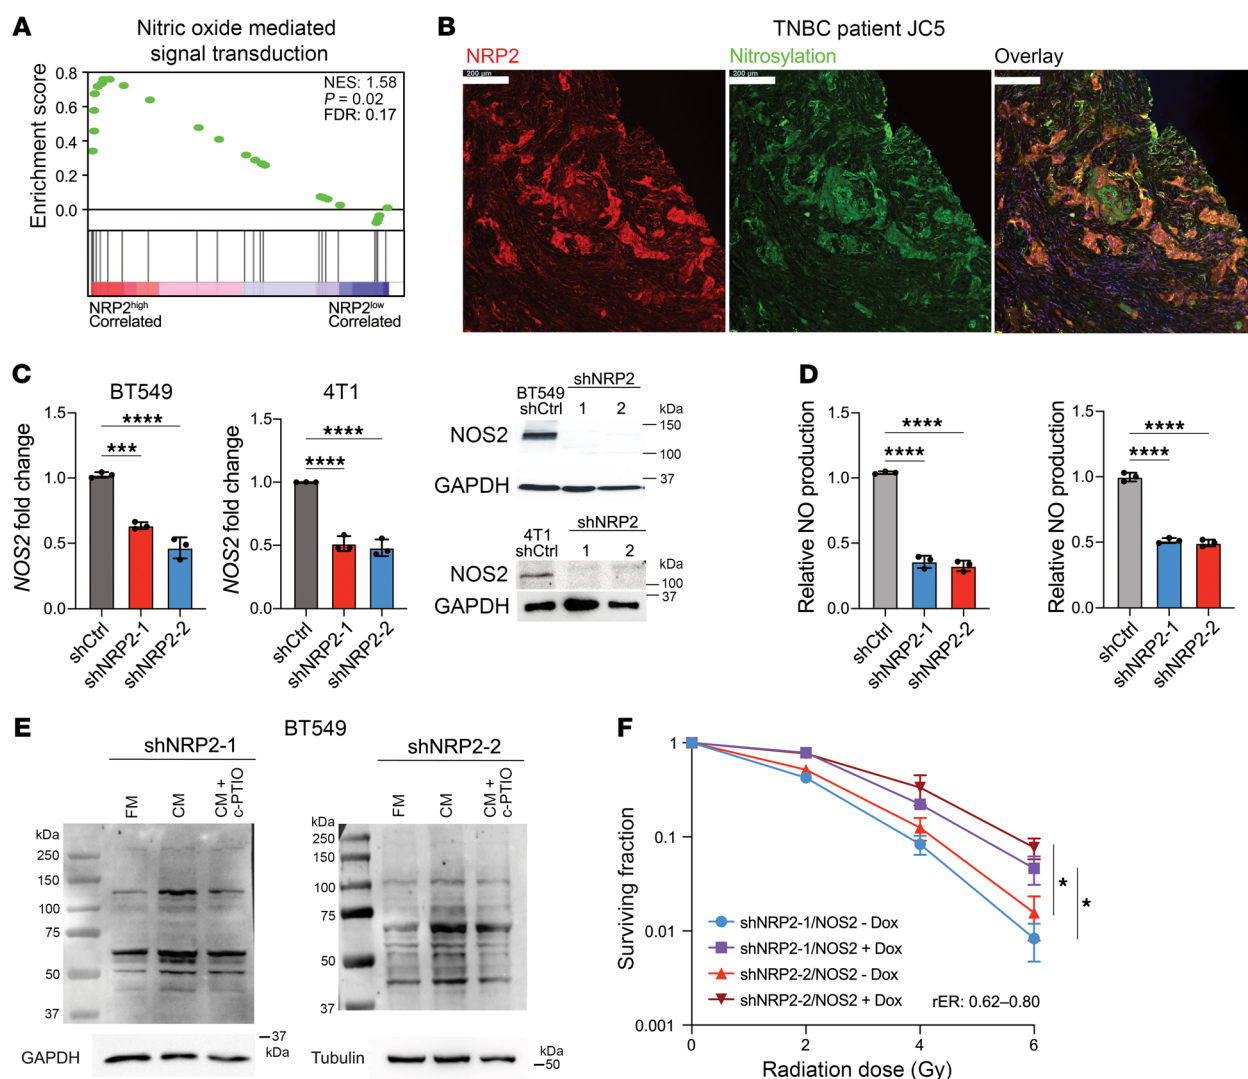 A
Nitric oxide mediated
signal transduction
Enrichment score
0.8
0.6
0.4
0.2
0.0
NES: 1.58
P = 0.02
FDR: 0.17
NRP2high
Correlated
NRP2low
Correlated
B
TNBC patient JC5
NRP2
Nitrosylation
Overlay
200 µm
200 µm
C
BT549
NOS2 fold change
1.5
1.0
0.5
0.0
****
***
shCtrl
shNRP2-1
shNRP2-2
4T1
NOS2 fold change
1.5
1.0
0.5
0.0
****
****
shCtrl
shNRP2-1
shNRP2-2
BT549
shCtrl
shNRP2
1 2
kDa
NOS2
150
100
GAPDH
37
4T1
shCtrl
shNRP2
1 2
kDa
NOS2
100
37
GAPDH
D
Relative NO production
1.5
1.0
0.5
0.0
****
****
shCtrl
shNRP2-1
shNRP2-2
Relative NO production
1.5
1.0
0.5
0.0
****
****
shCtrl
shNRP2-1
shNRP2-2
E
BT549
shNRP2-1
FM
CM
CM +
c-PTIO
kDa
250
150
100
75
50
37
GAPDH
37
kDa
shNRP2-2
FM
CM
CM +
c-PTIO
kDa
250
150
100
75
50
37
Tubulin
kDa
50
F
Surviving fraction
1
0.1
0.01
0.001
shNRP2-1/NOS2 - Dox
shNRP2-1/NOS2 + Dox
shNRP2-2/NOS2 - Dox
shNRP2-2/NOS2 + Dox
rER: 0.62–0.80
*
*
0 2 4 6
Radiation dose (Gy)